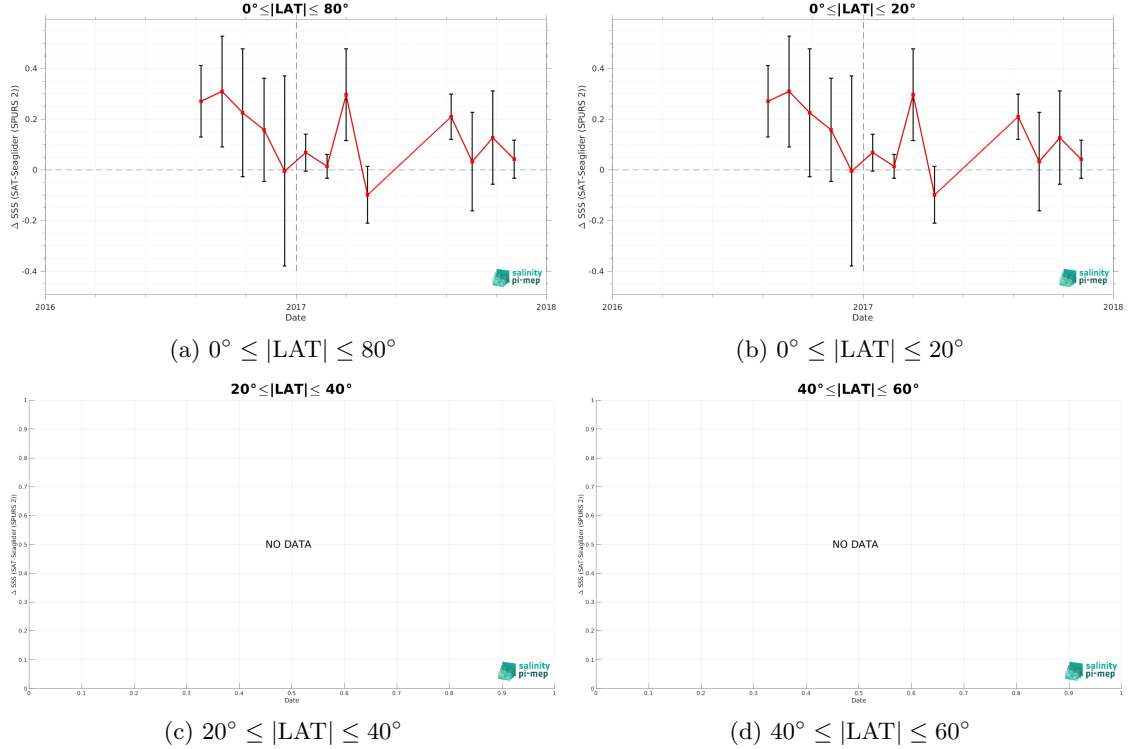 0°≤|LAT|≤ 80°
Δ SSS (SAT-Seaglider (SPURS 2))
0.4
0.2
0
-0.2
-0.4
2016
2017
2018
Date
salinity
pi-mep
(a) 0° ≤ |LAT| ≤ 80°
0°≤|LAT|≤ 20°
Δ SSS (SAT-Seaglider (SPURS 2))
0.4
0.2
0
-0.2
-0.4
2016
2017
2018
Date
salinity
pi-mep
(b) 0° ≤ |LAT| ≤ 20°
20°≤|LAT|≤ 40°
Δ SSS (SAT-Seaglider (SPURS 2))
1
0.9
0.8
0.7
0.6
0.5
0.4
0.3
0.2
0.1
0
NO DATA
0 0.1 0.2 0.3 0.4 0.5 0.6 0.7 0.8 0.9 1
Date
salinity
pi-mep
(c) 20° ≤ |LAT| ≤ 40°
40°≤|LAT|≤ 60°
Δ SSS (SAT-Seaglider (SPURS 2))
1
0.9
0.8
0.7
0.6
0.5
0.4
0.3
0.2
0.1
0
NO DATA
0 0.1 0.2 0.3 0.4 0.5 0.6 0.7 0.8 0.9 1
Date
salinity
pi-mep
(d) 40° ≤ |LAT| ≤ 60°